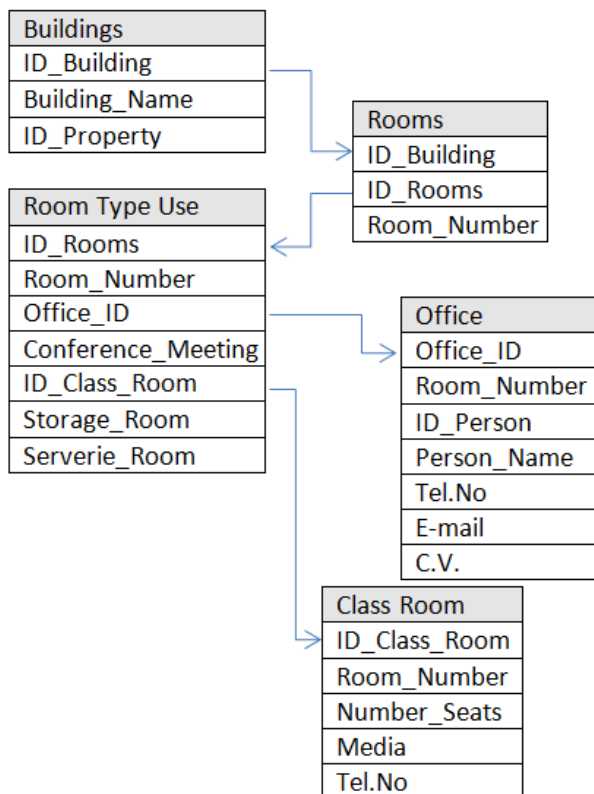 Buildings
ID_Building
Building_Name
ID_Property
Rooms
ID_Building
ID_Rooms
Room_Number
Room Type Use
ID_Rooms
Room_Number
Office_ID
Conference_Meeting
ID_Class_Room
Storage_Room
Serverie_Room
Office
Office_ID
Room_Number
ID_Person
Person_Name
Tel.No
E-mail
C.V.
Class Room
ID_Class_Room
Room_Number
Number_Seats
Media
Tel.No